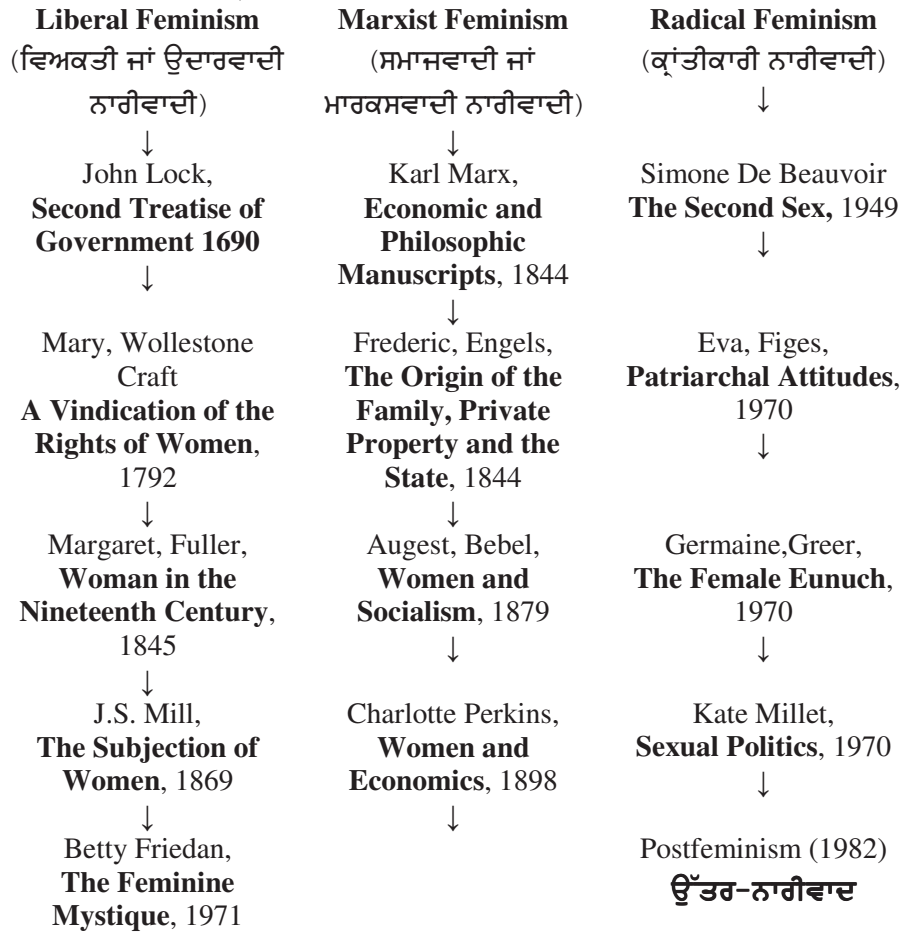 Liberal Feminism
(ਵਿਅਕਤੀ ਜਾਂ ਉਦਾਰਵਾਦੀ
ਨਾਰੀਵਾਦੀ)
↓
John Lock,
Second Treatise of
Government 1690
↓
Mary, Wollestone
Craft
A Vindication of the
Rights of Women,
1792
↓
Margaret, Fuller,
Woman in the
Nineteenth Century,
1845
↓
J.S. Mill,
The Subjection of
Women, 1869
↓
Betty Friedan,
The Feminine
Mystique, 1971
Marxist Feminism
(ਸਮਾਜਵਾਦੀ ਜਾਂ
ਮਾਰਕਸਵਾਦੀ ਨਾਰੀਵਾਦੀ)
↓
Karl Marx,
Economic and
Philosophic
Manuscripts, 1844
↓
Frederic, Engels,
The Origin of the
Family, Private
Property and the
State, 1844
↓
Augest, Bebel,
Women and
Socialism, 1879
↓
Charlotte Perkins,
Women and
Economics, 1898
↓
Radical Feminism
(ਕ੍ਰਾਂਤੀਕਾਰੀ ਨਾਰੀਵਾਦੀ)
↓
Simone De Beauvoir
The Second Sex, 1949
↓
Eva, Figes,
Patriarchal Attitudes,
1970
↓
Germaine,Greer,
The Female Eunuch,
1970
↓
Kate Millet,
Sexual Politics, 1970
↓
Postfeminism (1982)
ਉੱਤਰ-ਨਾਰੀਵਾਦ